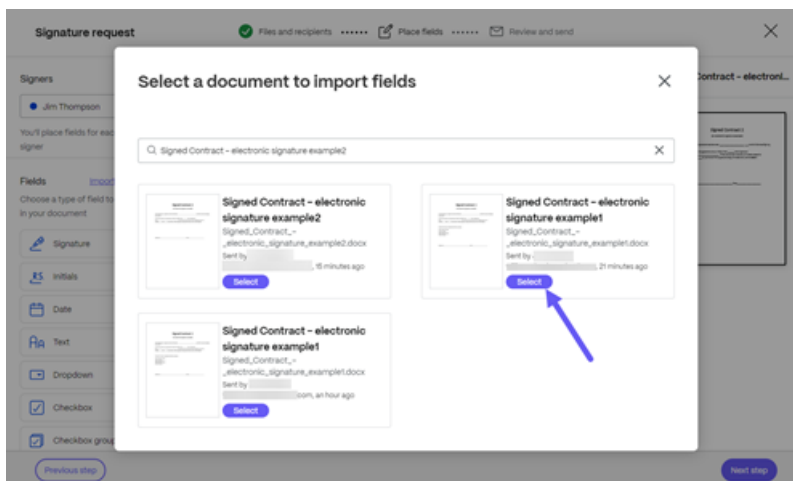 Signature request
Files and recipients
Place fields
Review and send
Signers
Jim Thompson
You'll place fields for eac
signer
Fields Import
Choose a type of field to
in your document
Signature
Initials
Date
Text
Dropdown
Checkbox
Checkbox group
Previous step
Next step
Contract - electroni...
Select a document to import fields
Signed Contract - electronic signature example2
Signed Contract - electronic
signature example2
Signed_Contract_-
_electronic_signature_example2.docx
Sent by
, 15 minutes ago
Select
Signed Contract - electronic
signature example1
Signed_Contract_-
_electronic_signature_example1.docx
Sent by
, 21 minutes ago
Select
Signed Contract - electronic
signature example1
Signed_Contract_-
_electronic_signature_example1.docx
Sent by
com, an hour ago
Select